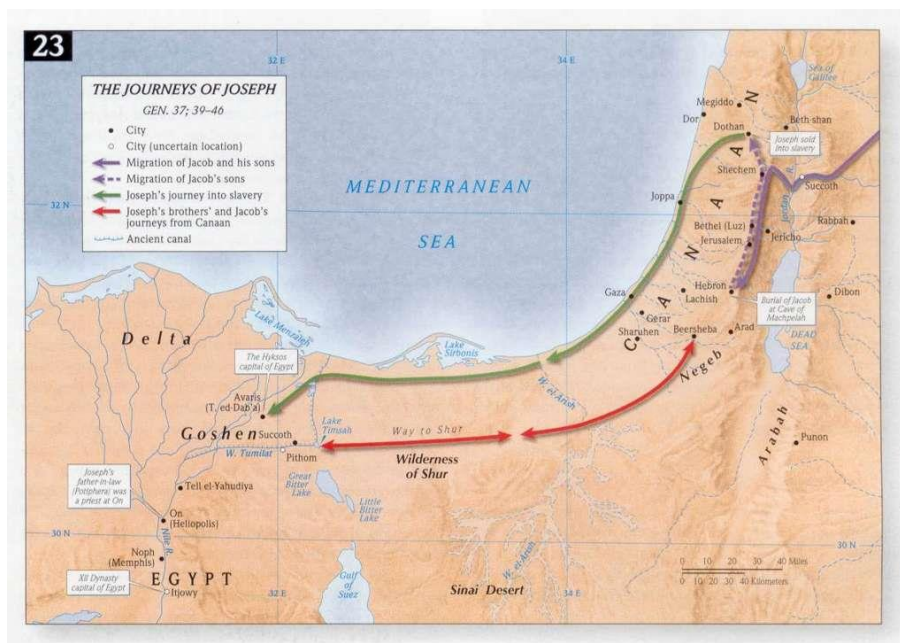 23
THE JOURNEYS OF JOSEPH
GEN. 37; 39–46
City
City (uncertain location)
Migration of Jacob and his sons
Migration of Jacob's sons
Joseph's journey into slavery
Joseph's brothers' and Jacob's
journeys from Canaan
Ancient canal
32 E
34 E
Sea of
Galilee
Megiddo
Dor
Beth-shan
Dothan
Joseph sold
into slavery
Shechem
Succoth
Jordan
R.
MEDITERRANEAN
SEA
32 N
Joppa
Bethel (Luz)
Jerusalem
Jericho
Rabbah
CANAAN
Hebron
Lachish
Gaza
Gerar
Sharuhen
Beersheba
Arad
Dibon
Burial of Jacob
at Cave of
Machpelah
DEAD
SEA
Negeb
Arabah
Punon
Delta
Lake Menzaleh
Lake
Sirbonis
The Hyksos
capital of Egypt
W. el-Arish
Avaris
(T. ed-Dab'a)
Goshen
Succoth
Lake
Timsah
W. Tumilat
Pithom
Way to Shur
Wilderness
of Shur
Great
Bitter
Lake
Little
Bitter
Lake
Joseph's
father-in-law
(Potiphera) was
a priest at On
Tell el-Yahudiya
On
(Heliopolis)
30 N
30 N
Nile R.
Noph
(Memphis)
EGYPT
XII Dynasty
capital of Egypt
Itjowy
32 E
Gulf
of
Suez
W. el-Arish
Sinai Desert
34 E
0 10 20 30 40 Miles
0 10 20 30 40 Kilometers